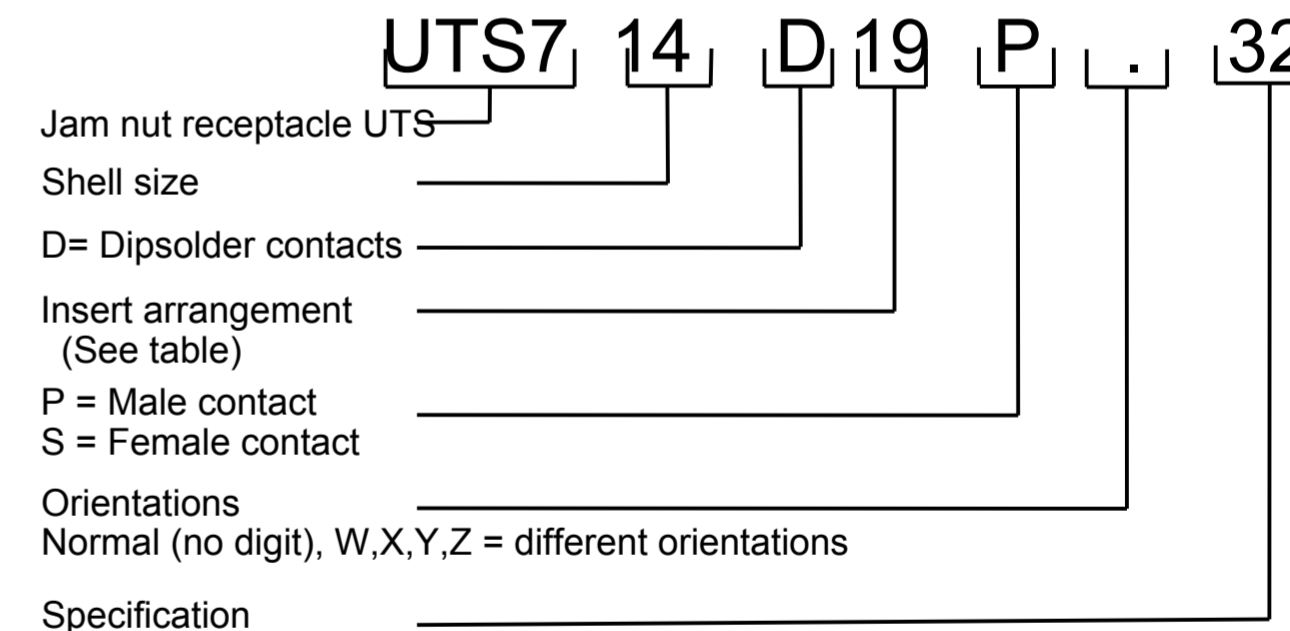 UTS7 14 D 19 P . 32
Jam nut receptacle UTS
Shell size
D= Dipsolder contacts
Insert arrangement
(See table)
P = Male contact
S = Female contact
Orientations
Normal (no digit), W,X,Y,Z = different orientations
Specification